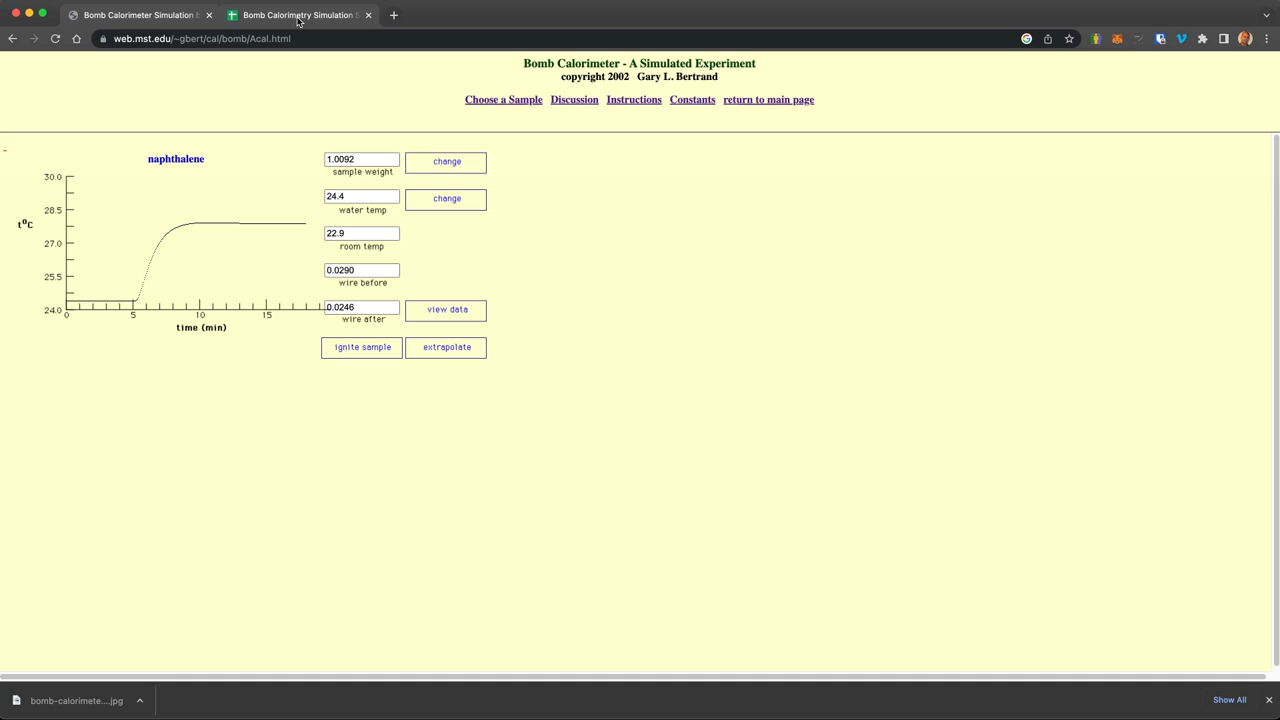 Bomb Calorimeter Simulation b
Bomb Calorimetry Simulation S
web.mst.edu/~gbert/cal/bomb/Acal.html
Bomb Calorimeter - A Simulated Experiment
copyright 2002 Gary L. Bertrand
Choose a Sample Discussion Instructions Constants return to main page
naphthalene
1.0092 change
sample weight
30.0
24.4 change
water temp
28.5
t°C
22.9
room temp
27.0
0.0290
wire before
25.5
0.0246 view data
wire after
24.0
0 5 10 15
time (min)
ignite sample extrapolate
bomb-calorimete....jpg
Show All